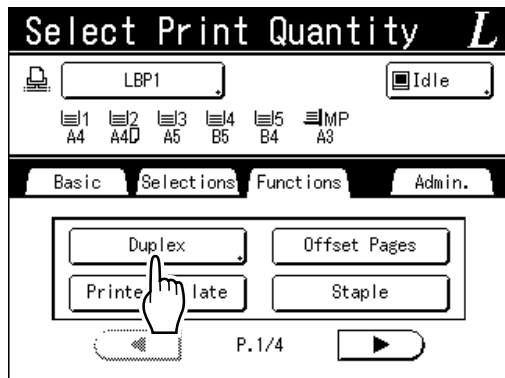 Select Print Quantity L
LBP1 Idle
1 2 3 4 5 MP
A4 A4D A5 B5 B4 A3
Basic Selections Functions Admin.
Duplex Offset Pages
Printe late Staple
P.1/4